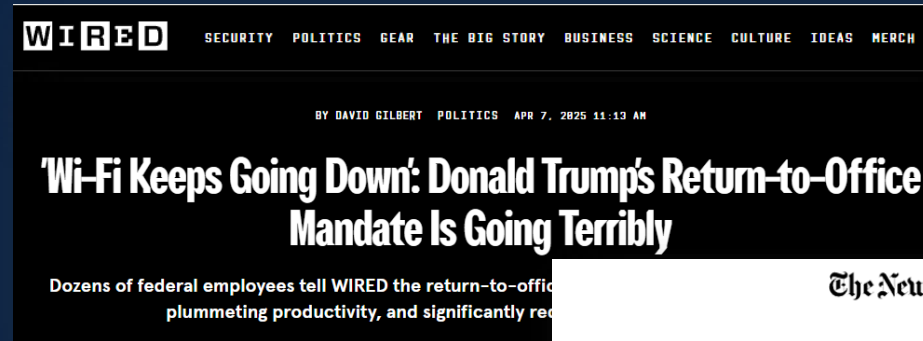 WIRED SECURITY POLITICS GEAR THE BIG STORY BUSINESS SCIENCE CULTURE IDEAS MERCH
BY DAVID GILBERT POLITICS APR 7, 2025 11:13 AM
'Wi-Fi Keeps Going Down': Donald Trump's Return-to-Office
Mandate Is Going Terribly
Dozens of federal employees tell WIRED the return-to-offic
plummeting productivity, and significantly
The New